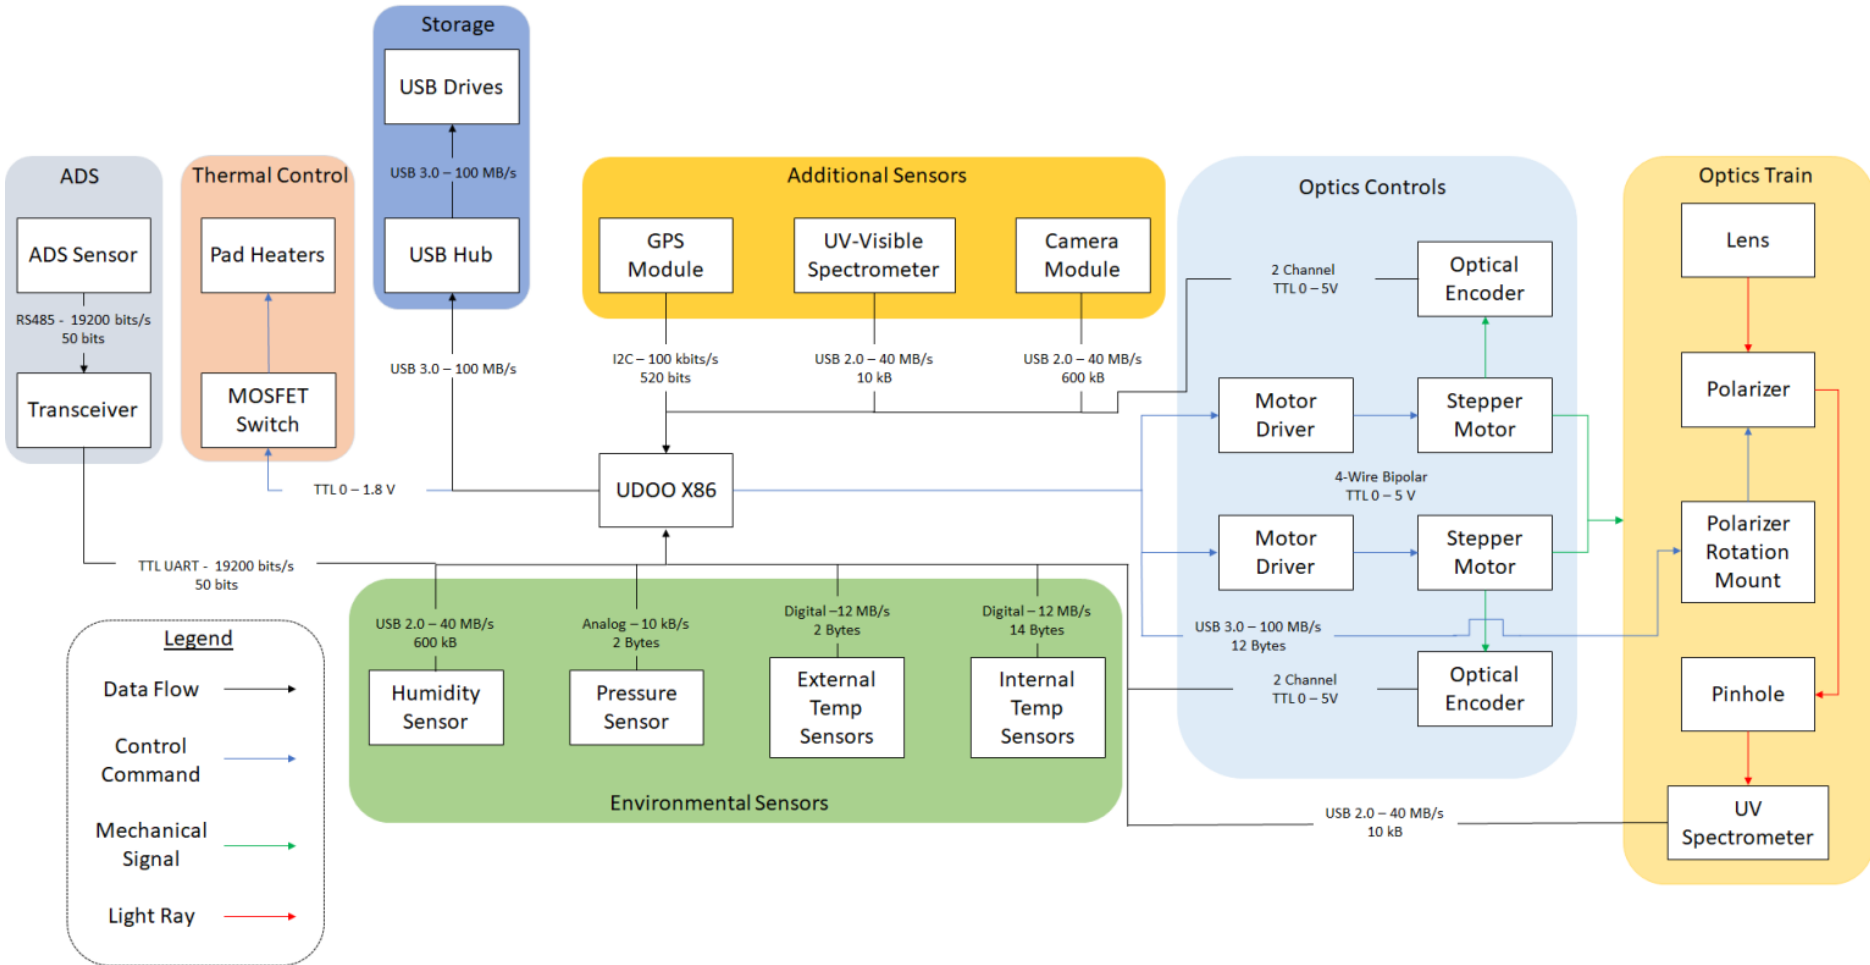 Storage
USB Drives
USB 3.0 – 100 MB/s
USB Hub
USB 3.0 – 100 MB/s
ADS
ADS Sensor
RS485 - 19200 bits/s
50 bits
Transceiver
TTL UART - 19200 bits/s
50 bits
Thermal Control
Pad Heaters
MOSFET
Switch
TTL 0 – 1.8 V
Additional Sensors
GPS
Module
UV-Visible
Spectrometer
Camera
Module
I2C – 100 kbits/s
520 bits
USB 2.0 – 40 MB/s
10 kB
USB 2.0 – 40 MB/s
600 kB
UDOO X86
Optics Controls
2 Channel
TTL 0 – 5V
Optical
Encoder
Motor
Driver
Stepper
Motor
4-Wire Bipolar
TTL 0 – 5 V
Motor
Driver
Stepper
Motor
USB 3.0 – 100 MB/s
12 Bytes
2 Channel
TTL 0 – 5V
Optical
Encoder
Optics Train
Lens
Polarizer
Polarizer
Rotation
Mount
Pinhole
UV
Spectrometer
USB 2.0 – 40 MB/s
10 kB
USB 2.0 – 40 MB/s
600 kB
Analog – 10 kB/s
2 Bytes
Digital –12 MB/s
2 Bytes
Digital –12 MB/s
14 Bytes
Humidity
Sensor
Pressure
Sensor
External
Temp
Sensors
Internal
Temp
Sensors
Environmental Sensors
Legend
Data Flow
Control
Command
Mechanical
Signal
Light Ray